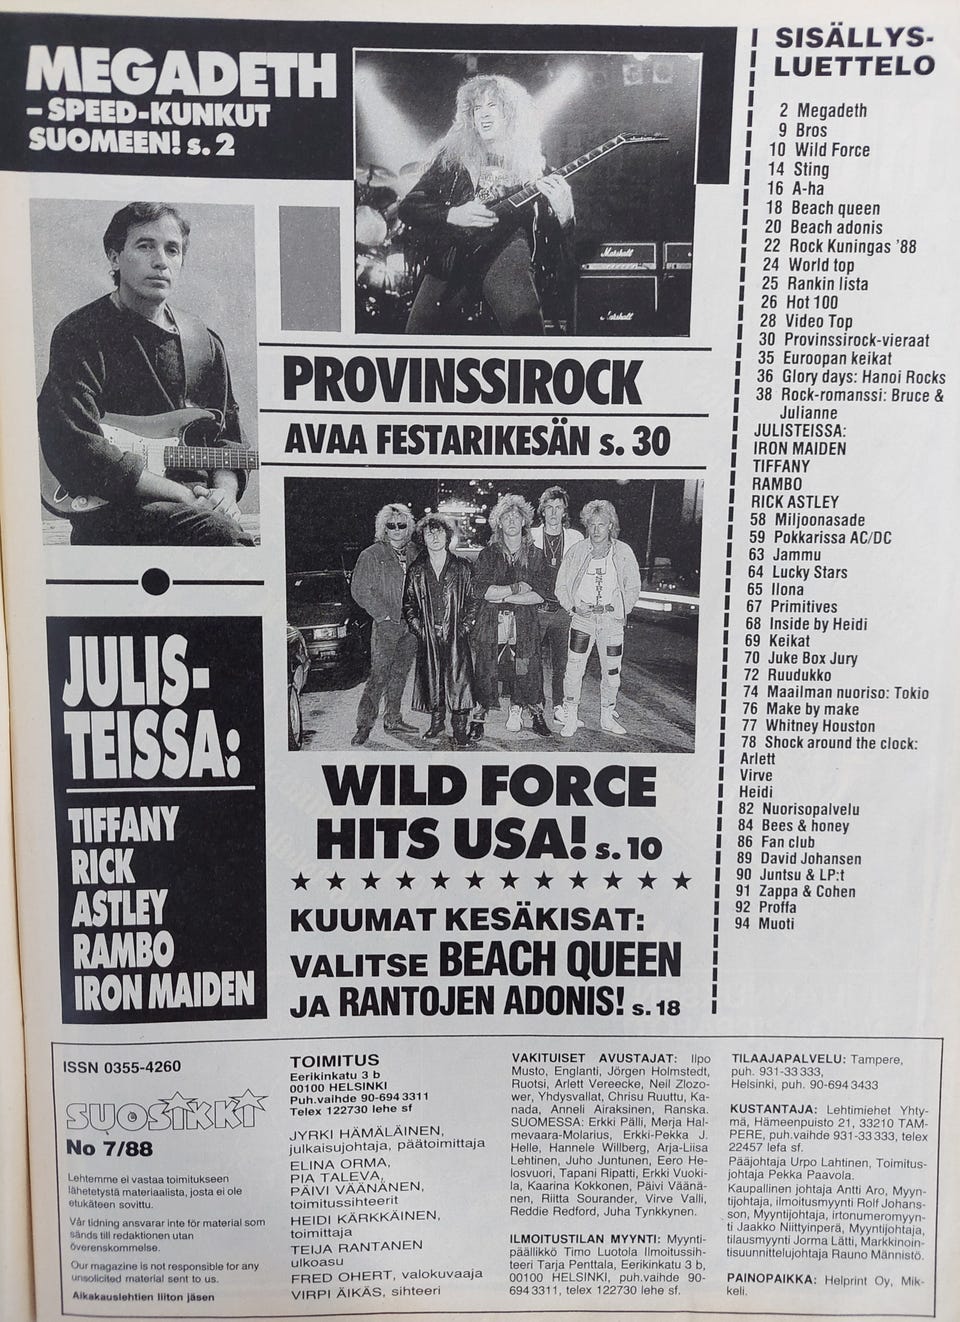 MEGADETH
– SPEED-KUNKUT
SUOMEEN! s. 2
Marshall
Marshall
PROVINSSIROCK
AVAA FESTARIKESÄN s. 30
JULIS-
TEISSA:
TIFFANY
RICK
ASTLEY
RAMBO
IRON MAIDEN
WILD FORCE
HITS USA! s. 10
KUUMAT KESÄKISAT:
VALITSE BEACH QUEEN
JA RANTOJEN ADONIS! s. 18
SISÄLLYS-
LUETTELO
2 Megadeth
9 Bros
10 Wild Force
14 Sting
16 A-ha
18 Beach queen
20 Beach adonis
22 Rock Kuningas '88
24 World top
25 Rankin lista
26 Hot 100
28 Video Top
30 Provinssirock-vieraat
35 Euroopan keikat
36 Glory days: Hanoi Rocks
38 Rock-romanssi: Bruce &
Julianne
JULISTEISSA:
IRON MAIDEN
TIFFANY
RAMBO
RICK ASTLEY
58 Miljoonasade
59 Pokkarissa AC/DC
63 Jammu
64 Lucky Stars
65 Ilona
67 Primitives
68 Inside by Heidi
69 Keikat
70 Juke Box Jury
72 Ruudukko
74 Maailman nuoriso: Tokio
76 Make by make
77 Whitney Houston
78 Shock around the clock:
Arlett
Virve
Heidi
82 Nuorisopalvelu
84 Bees & honey
86 Fan club
89 David Johansen
90 Juntsu & LP:t
91 Zappa & Cohen
92 Proffa
94 Muoti
ISSN 0355-4260
SUOSIKKI
No 7/88
Lehtemme ei vastaa toimitukseen
lähetetystä materiaalista, josta ei ole
etukäteen sovittu.
Vår tidning ansvarar inte för material som
sänds till redaktionen utan
överenskommelse.
Our magazine is not responsible for any
unsolicited material sent to us.
Aikakauslehtien liiton jäsen
TOIMITUS
Eerikinkatu 3 b
00100 HELSINKI
Puh.vaihde 90-694 3311
Telex 122730 lehe sf
JYRKI HÄMÄLÄINEN,
julkaisujohtaja, päätoimittaja
ELINA ORMA,
PIA TALEVA,
PÄIVI VÄÄNÄNEN,
toimitussihteerit
HEIDI KÄRKKÄINEN,
toimittaja
TEIJA RANTANEN
ulkoasu
FRED OHERT, valokuvaaja
VIRPI ÄIKÄS, sihteeri
VAKITUISET AVUSTAJAT: Ilpo
Musto, Englanti, Jörgen Holmstedt,
Ruotsi, Arlett Vereecke, Neil Zlozo-
wer, Yhdysvallat, Chrisu Ruuttu, Ka-
nada, Anneli Airaksinen, Ranska.
SUOMESSA: Erkki Pälli, Merja Hal-
mevaara-Molarius, Erkki-Pekka J.
Helle, Hannele Willberg, Arja-Liisa
Lehtinen, Juho Juntunen, Eero He-
losvuori, Tapani Ripatti, Erkki Vuoki-
la, Kaarina Kokkonen, Päivi Väänä-
nen, Riitta Sourander, Virve Valli,
Reddie Redford, Juha Tynkkynen.
ILMOITUSTILAN MYYNTI: Myynti-
päällikkö Timo Luotola Ilmoitussih-
teeri Tarja Penttala, Eerikinkatu 3 b,
00100 HELSINKI, puh.vaihde 90-
694 3311, telex 122730 lehe sf.
TILAAJAPALVELU: Tampere,
puh. 931-33 333,
Helsinki, puh. 90-694 3433
KUSTANTAJA: Lehtimiehet Yhty-
mä, Hämeenpuisto 21, 33210 TAM-
PERE, puh.vaihde 931-33 333, telex
22457 lefa sf.
Pääjohtaja Urpo Lahtinen, Toimitus-
johtaja Pekka Paavola.
Kaupallinen johtaja Antti Aro, Myyn-
tijohtaja, ilmoitusmyynti Rolf Johans-
son, Myyntijohtaja, irtonumeromyyn-
ti Jaakko Niittyinperä, Myyntijohtaja,
tilausmyynti Jorma Lätti, Markkinoin-
tisuunnittelujohtaja Rauno Männistö.
PAINOPAIKKA: Helprint Oy, Mik-
keli.